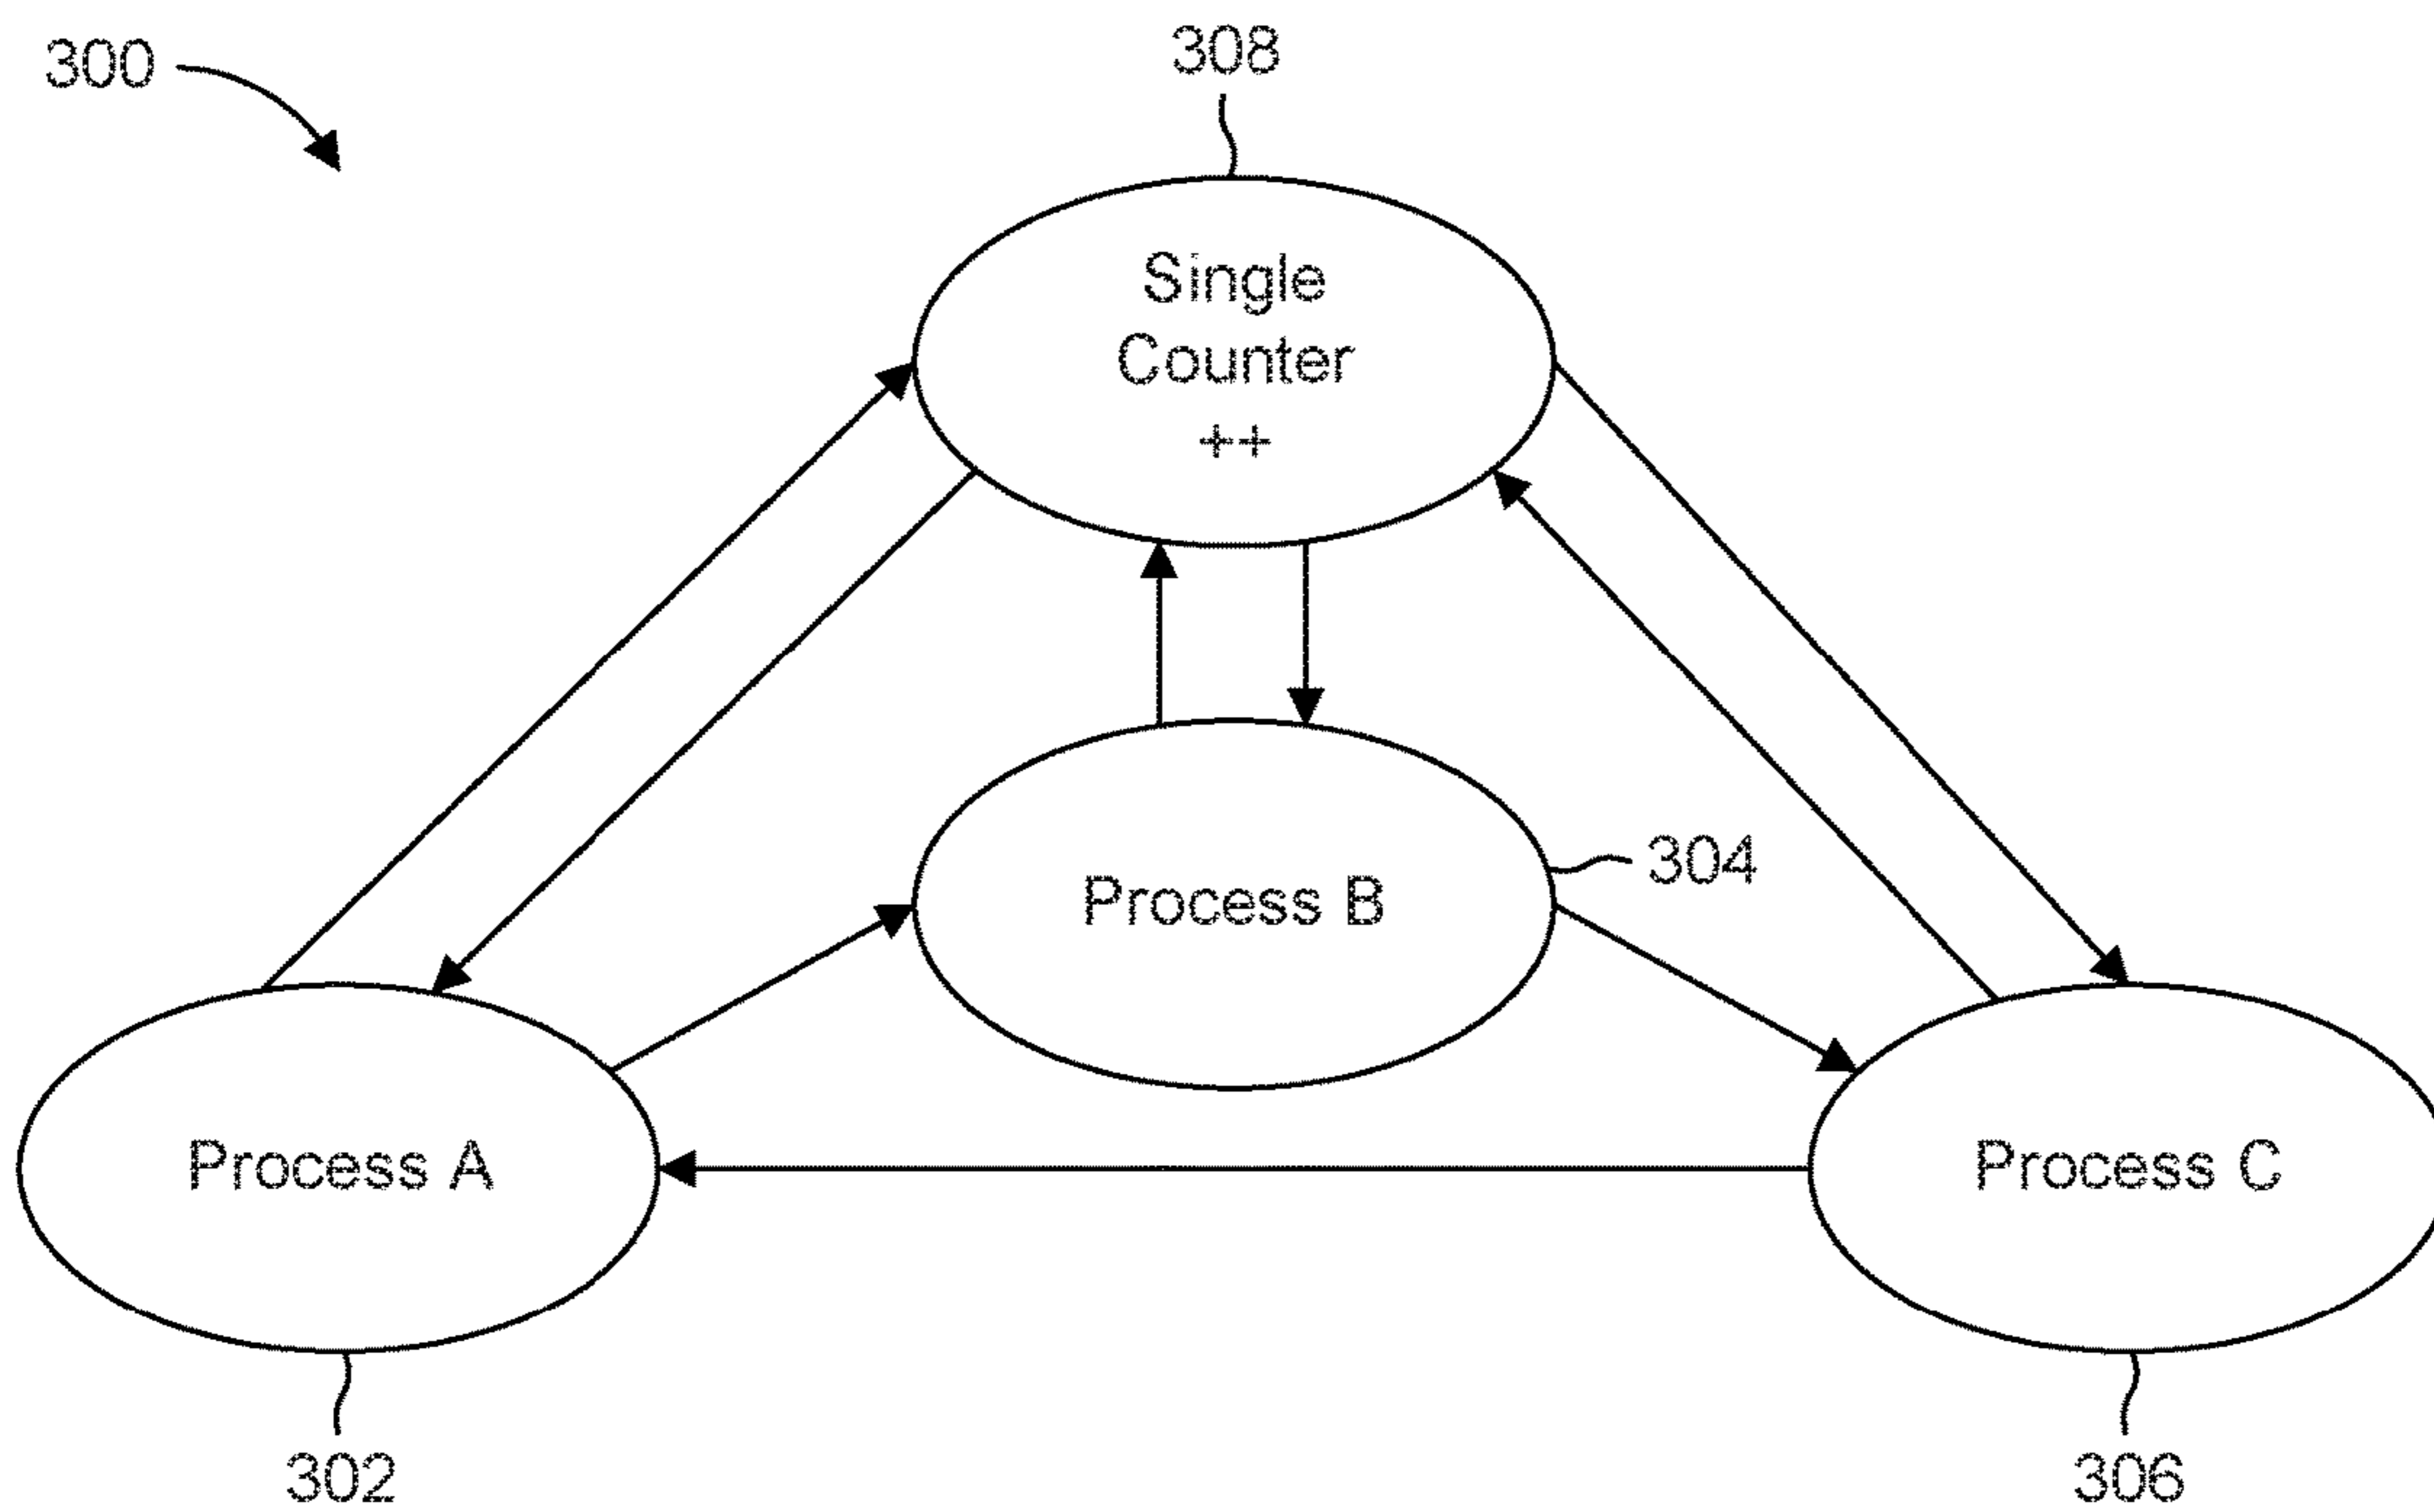 300
308
Single
Counter
++
304
Process B
Process A
Process C
302
306